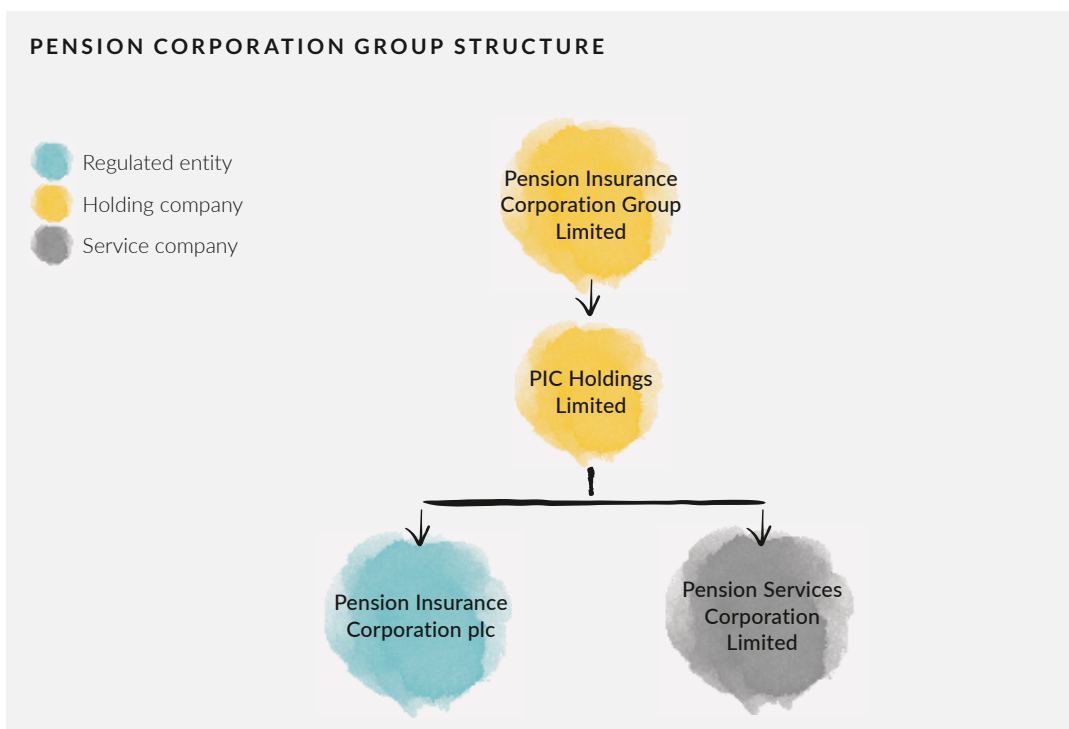 PENSION CORPORATION GROUP STRUCTURE
Regulated entity
Holding company
Service company
Pension Insurance
Corporation Group
Limited
PIC Holdings
Limited
Pension Insurance
Corporation plc
Pension Services
Corporation
Limited